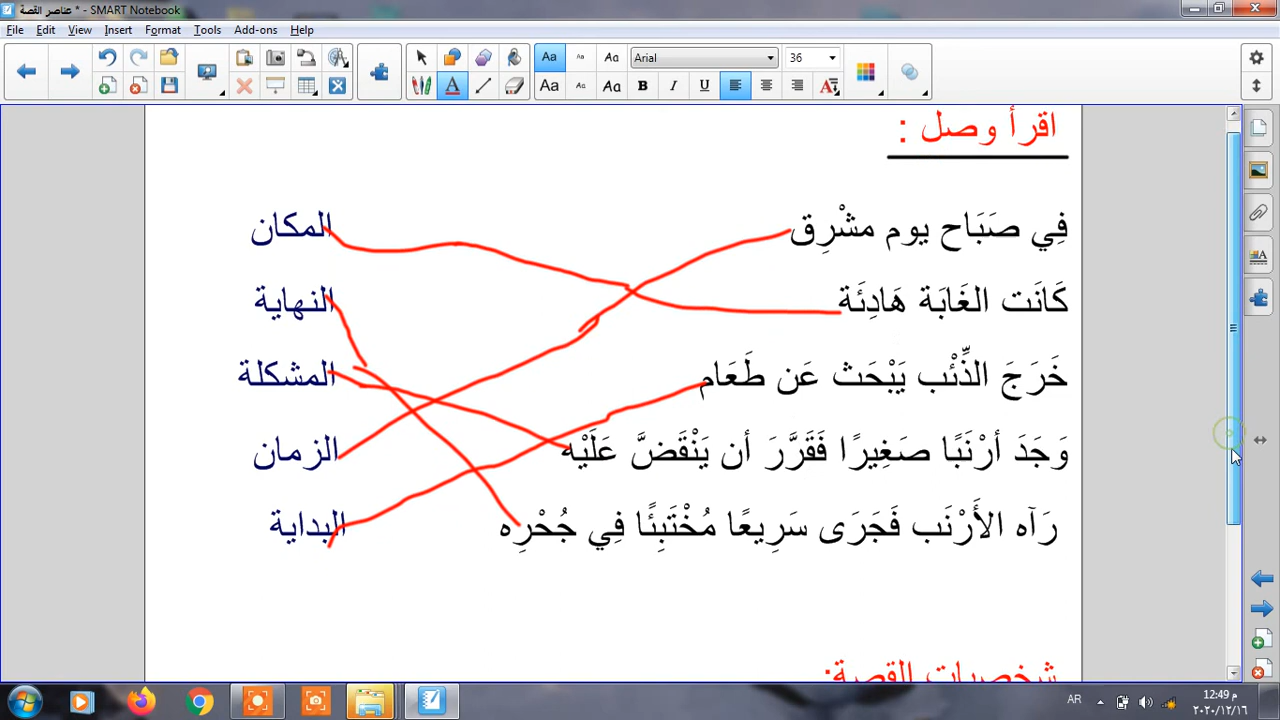 عناصر القصة * - SMART Notebook
File Edit View Insert Format Tools Add-ons Help
Arial 36
اقرأ وصل :
فِي صَبَاح يوم مشْرِق المكان
كَانَت الغَابَة هَادِئَة النهاية
خَرَجَ الذِّئْب يَبْحَث عَن طَعَام المشكلة
وَجَدَ أرْنَبًا صَغِيرًا فَقَرَّرَ أن يَنْقَضَّ عَلَيْه الزمان
رَآه الأَرْنَب فَجَرَى سَرِيعًا مُخْتَبِئًا فِي جُحْرِه البداية
شخصيات القصة:
AR
12:49 م
٢٠٢٠/١٢/١٦